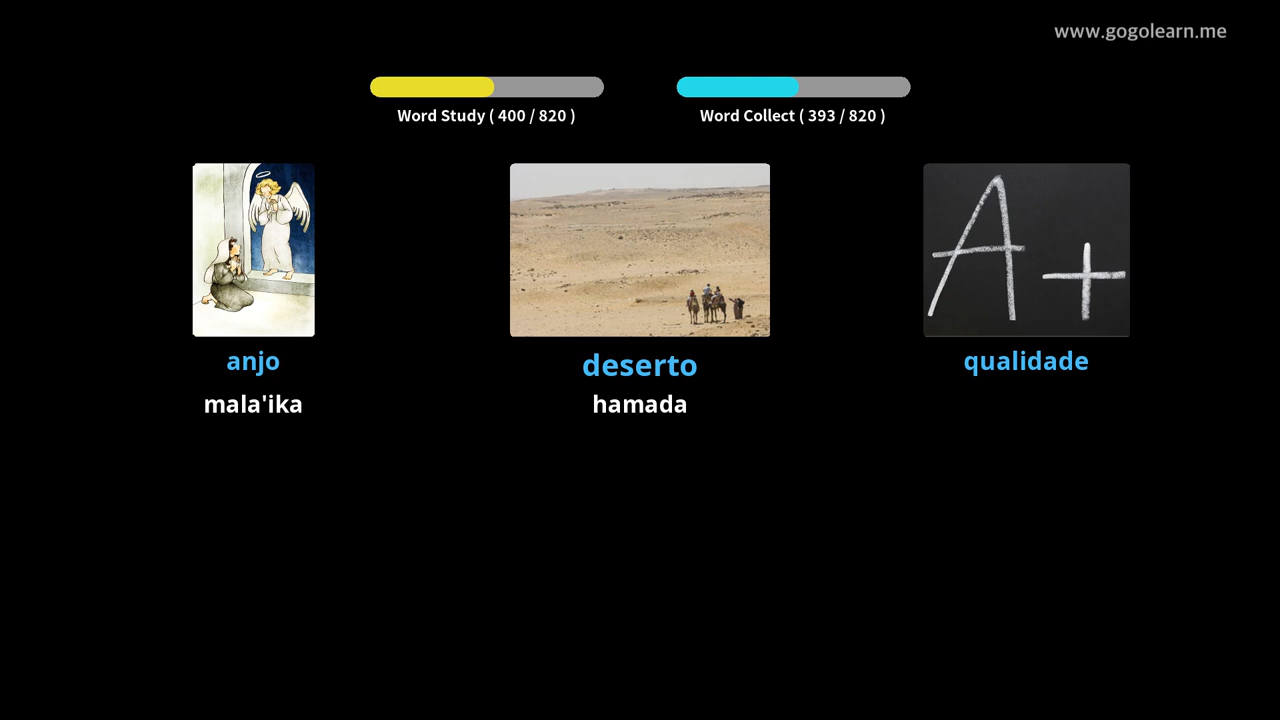 www.gogolearn.me
Word Study ( 400 / 820 )
Word Collect ( 393 / 820 )
A+
anjo
deserto
qualidade
mala'ika
hamada